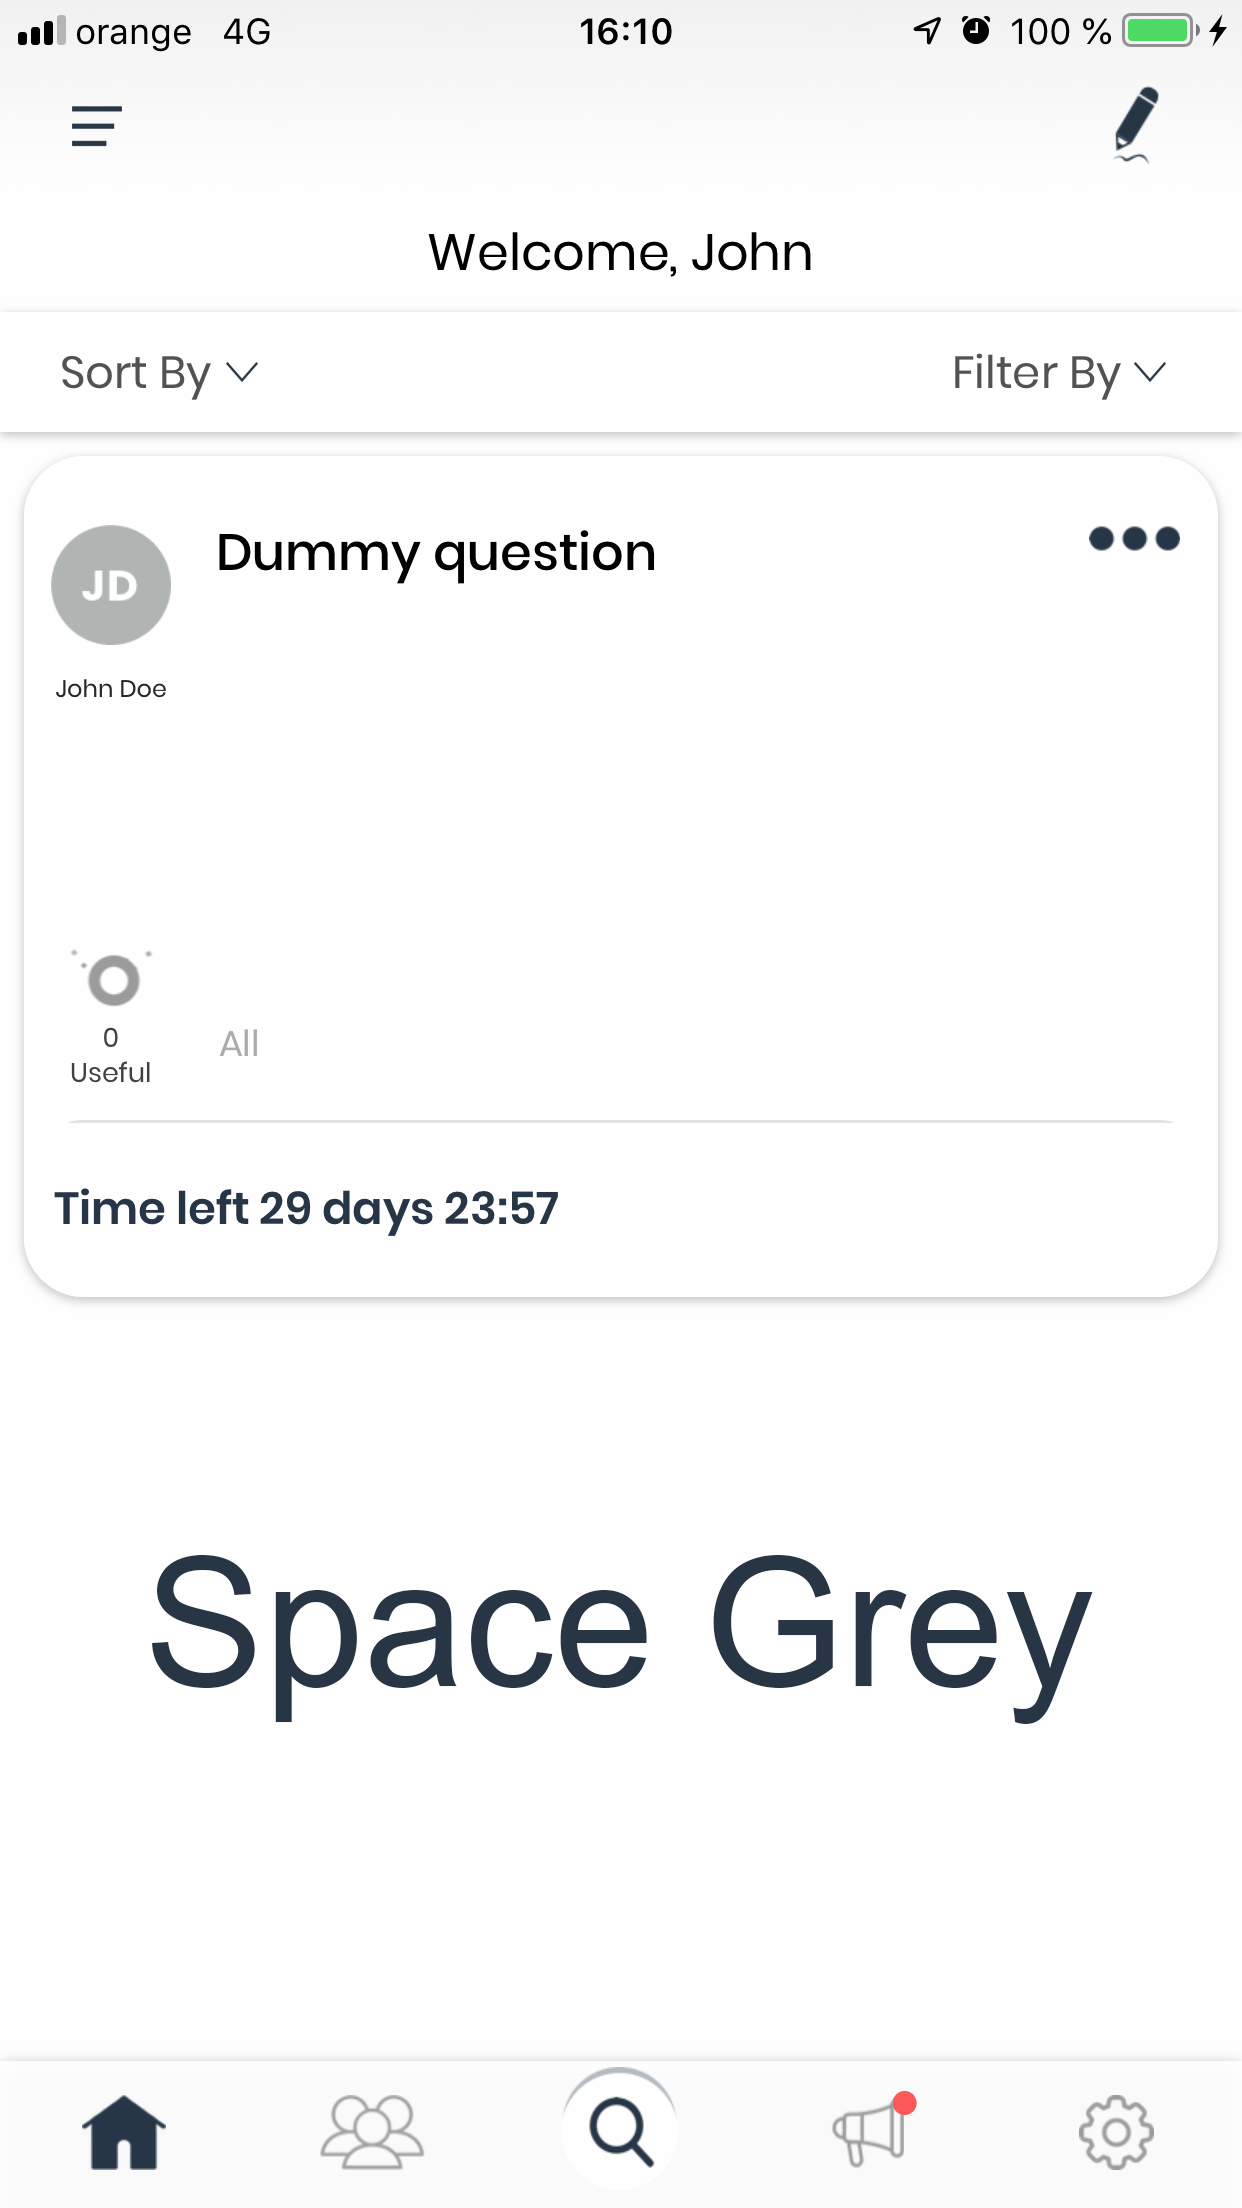 orange 4G 16:10 100 %
Welcome, John
Sort By Filter By
JD
Dummy question
John Doe
0
Useful
All
Time left 29 days 23:57
Space Grey